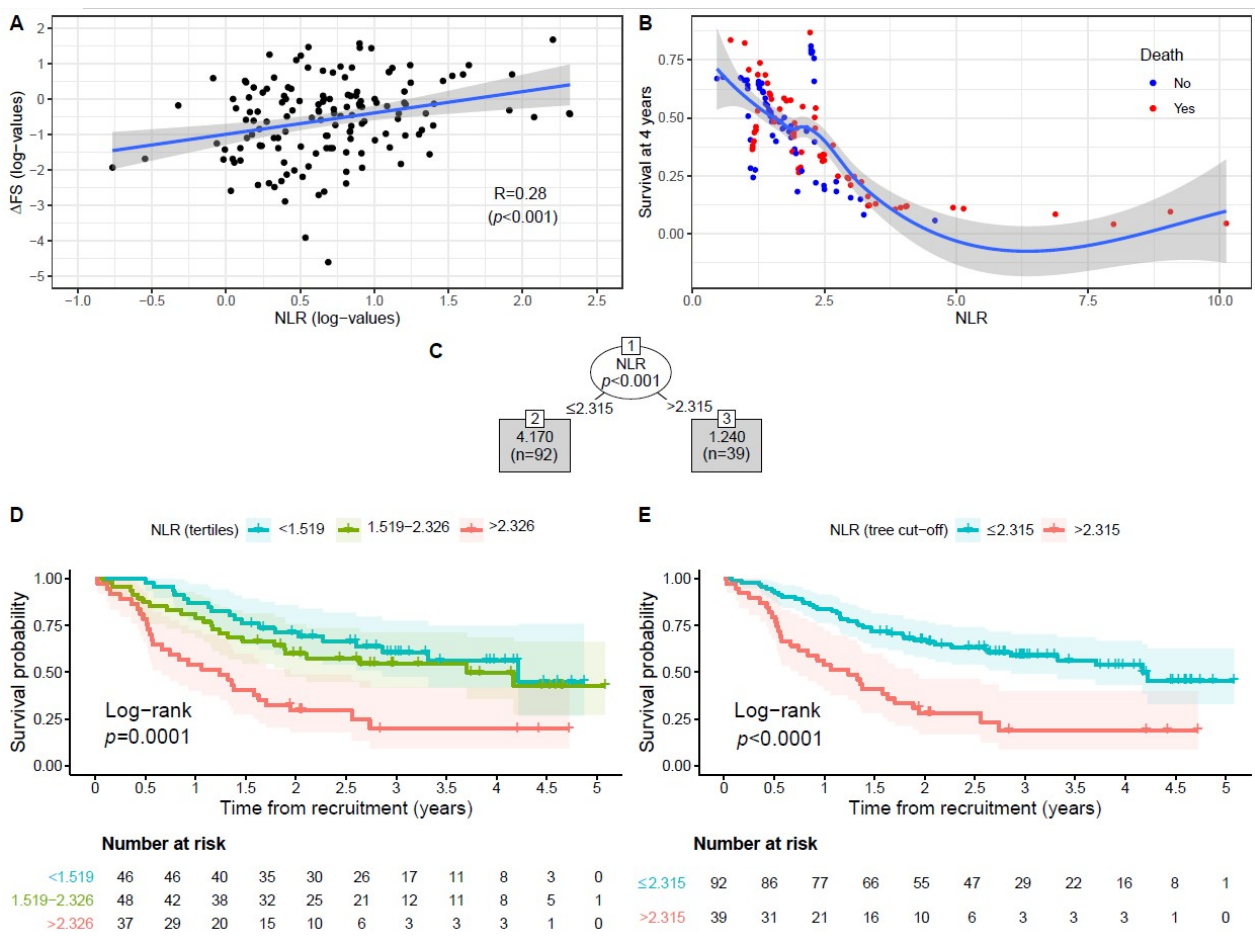 A
2
1
0
−1
−2
−3
−4
−5
ΔFS (log−values)
R=0.28
(p<0.001)
−1.0 −0.5 0.0 0.5 1.0 1.5 2.0 2.5
NLR (log−values)
B
0.75
0.50
0.25
0.00
Survival at 4 years
Death
No
Yes
0.0 2.5 5.0 7.5 10.0
NLR
C
1
NLR
p<0.001
≤2.315 >2.315
2 3
4.170 1.240
(n=92) (n=39)
D
NLR (tertiles) <1.519 1.519−2.326 >2.326
1.00
0.75
0.50
0.25
0.00
Survival probability
Log−rank
p=0.0001
0 0.5 1 1.5 2 2.5 3 3.5 4 4.5 5
Time from recruitment (years)
Number at risk
<1.519 46 46 40 35 30 26 17 11 8 3 0
1.519−2.326 48 42 38 32 25 21 12 11 8 5 1
>2.326 37 29 20 15 10 6 3 3 3 1 0
E
NLR (tree cut−off) ≤2.315 >2.315
1.00
0.75
0.50
0.25
0.00
Survival probability
Log−rank
p<0.0001
0 0.5 1 1.5 2 2.5 3 3.5 4 4.5 5
Time from recruitment (years)
Number at risk
≤2.315 92 86 77 66 55 47 29 22 16 8 1
>2.315 39 31 21 16 10 6 3 3 3 1 0